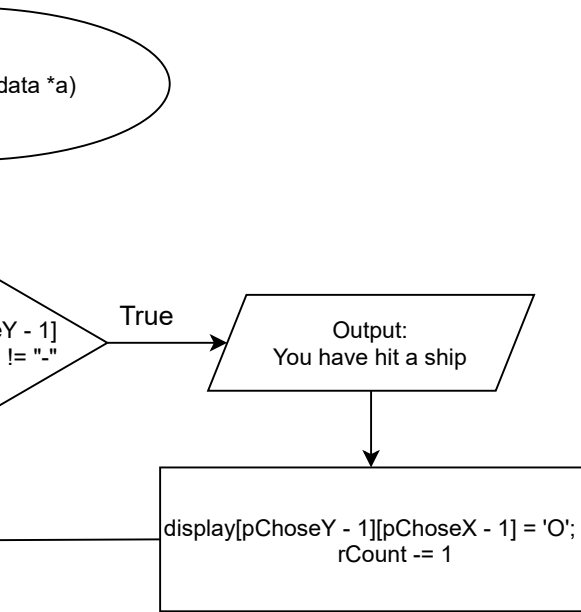 data *a)
Y - 1]
!= "-"
True
Output:
You have hit a ship
display[pChoseY - 1][pChoseX - 1] = 'O';
rCount -= 1